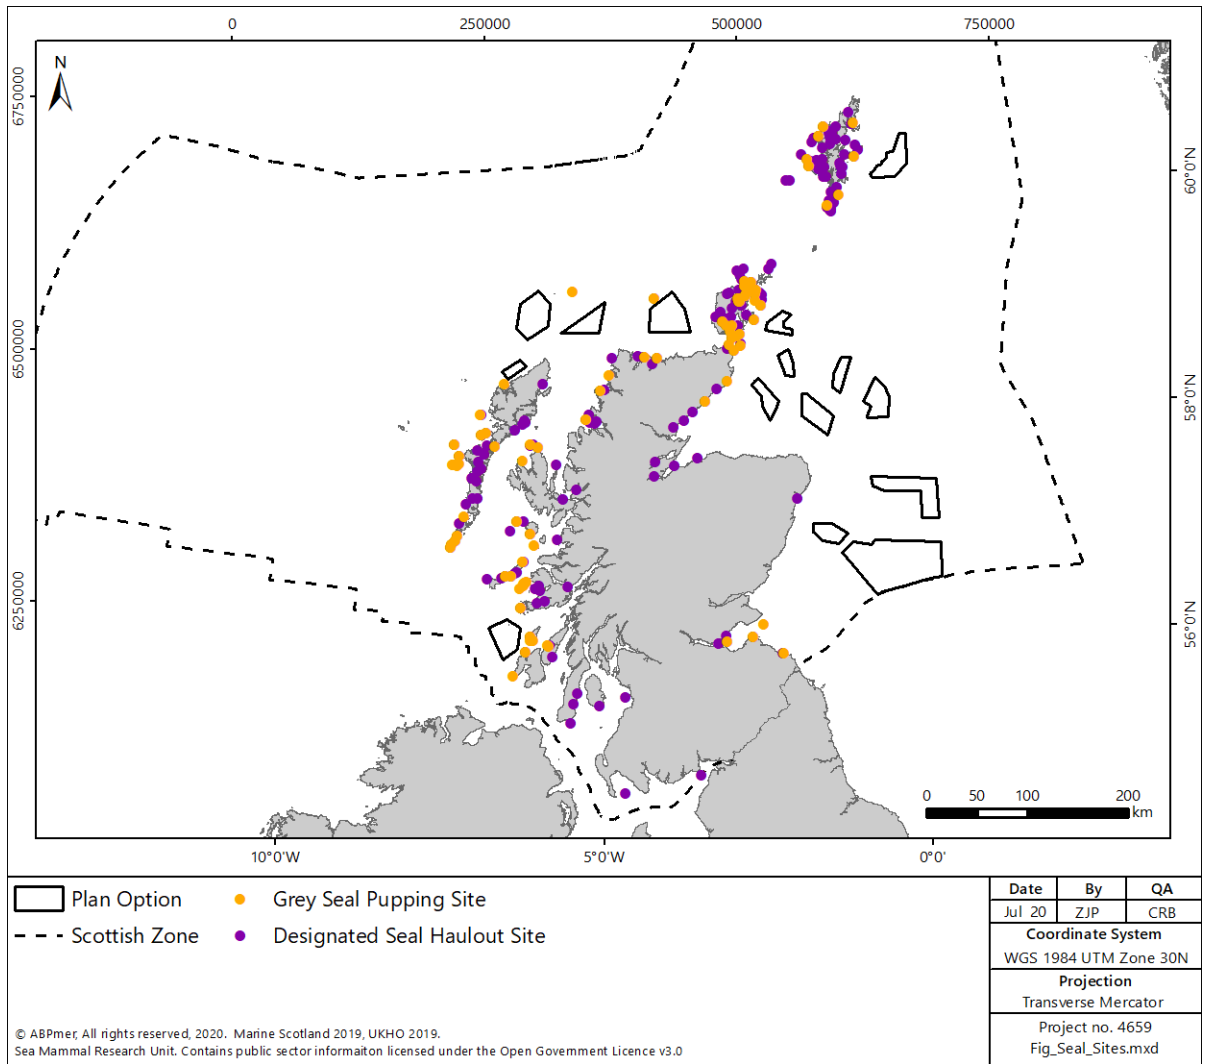 0 250000 500000 750000
N
6750000
6500000
6250000
60°0'N
58°0'N
56°0'N
0 50 100 200
km
10°0'W 5°0'W 0°0'
Plan Option
Grey Seal Pupping Site
Scottish Zone
Designated Seal Haulout Site
Date By QA
Jul 20 ZJP CRB
Coordinate System
WGS 1984 UTM Zone 30N
Projection
Transverse Mercator
Project no. 4659
Fig_Seal_Sites.mxd
© ABPmer, All rights reserved, 2020. Marine Scotland 2019, UKHO 2019.
Sea Mammal Research Unit. Contains public sector informaiton licensed under the Open Government Licence v3.0